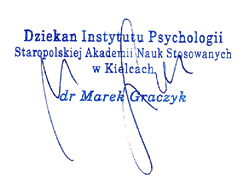 Dziekan Instytutu Psychologii
Staropolskiej Akademii Nauk Stosowanych
w Kielcach
dr Marek Graczyk